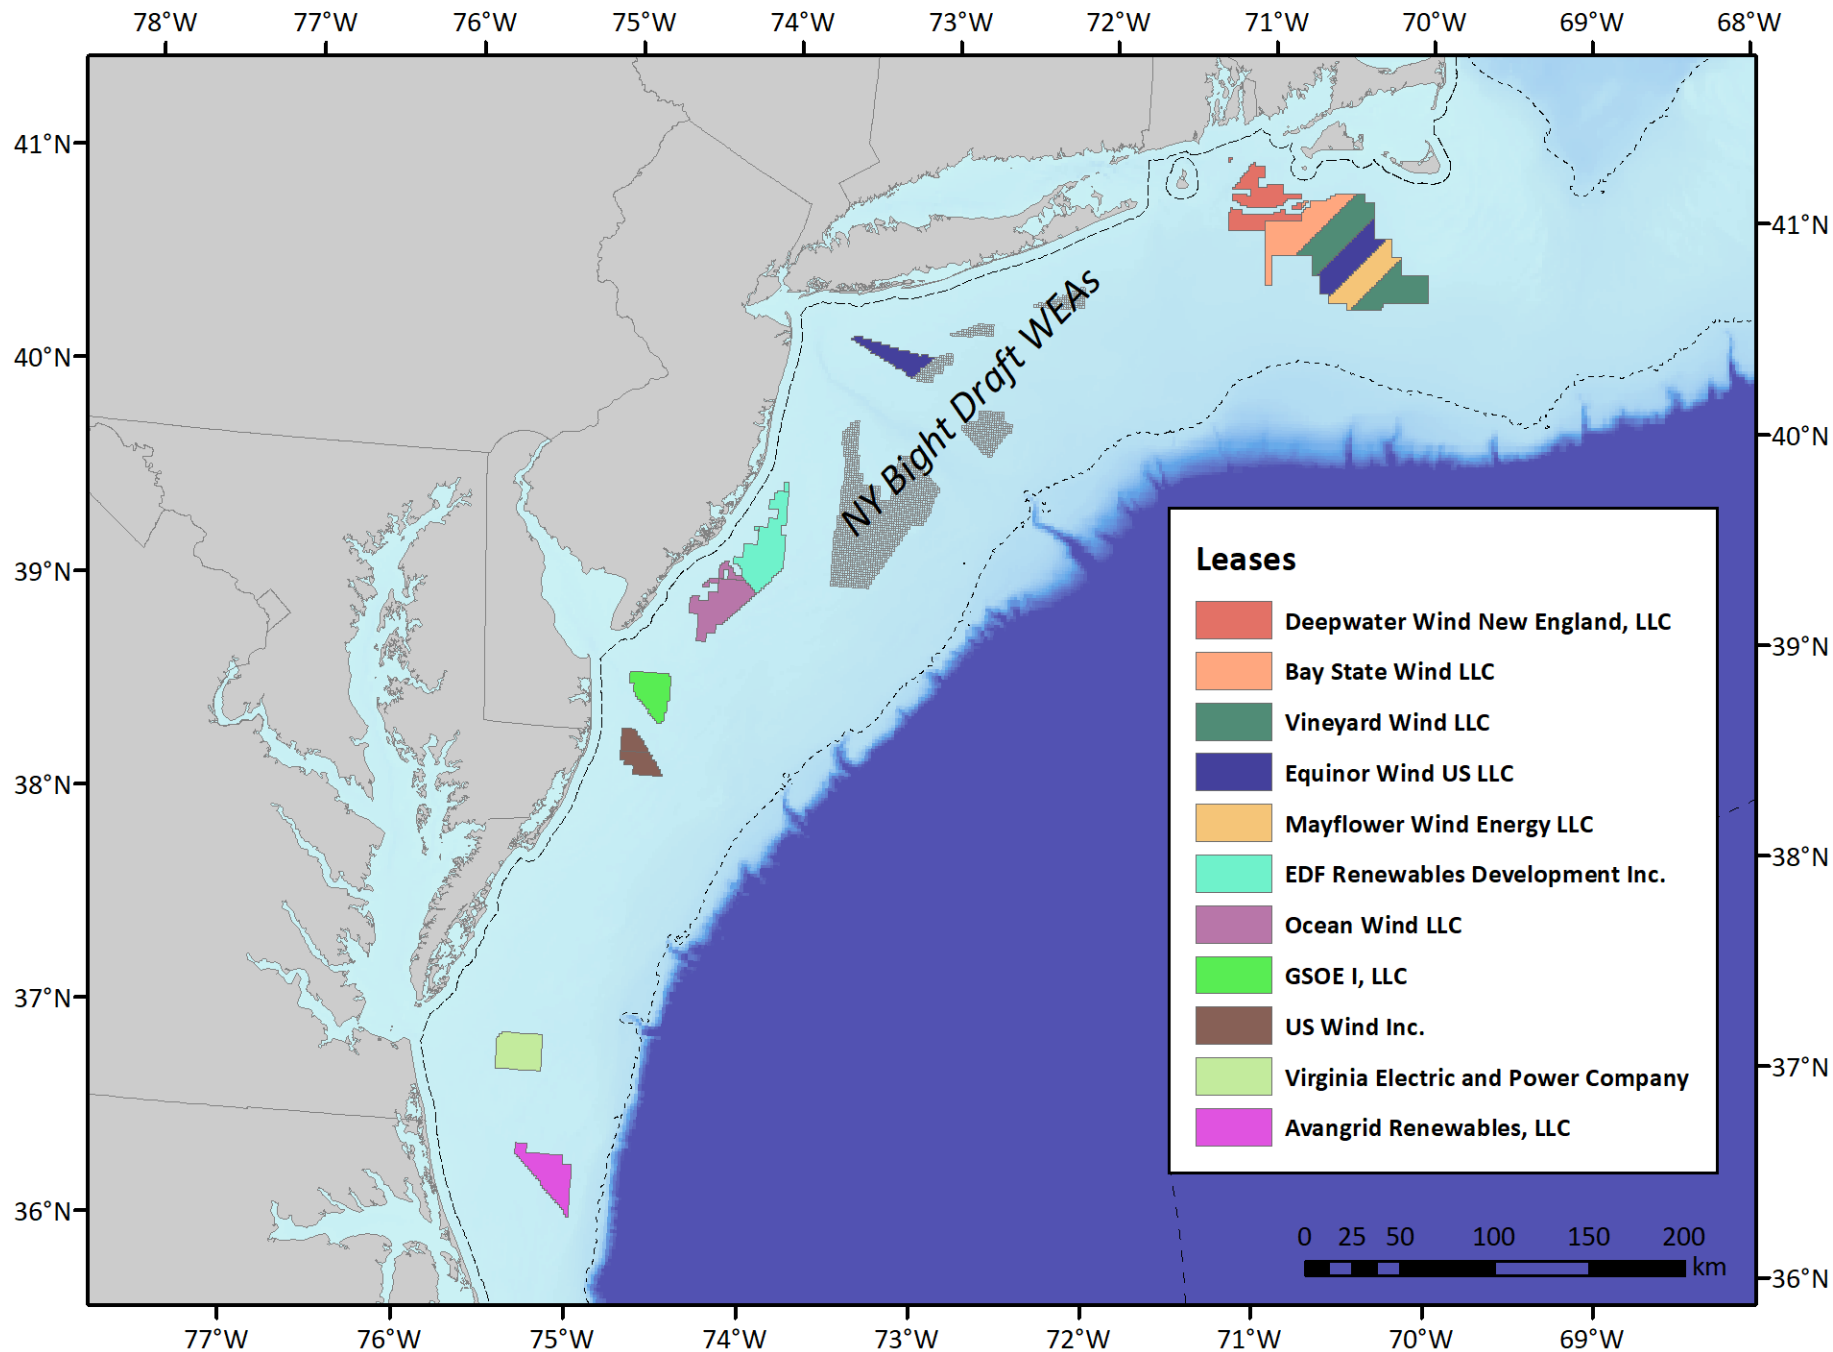 78°W 77°W 76°W 75°W 74°W 73°W 72°W 71°W 70°W 69°W 68°W
41°N
41°N
40°N
40°N
39°N
39°N
38°N
38°N
37°N
37°N
36°N
36°N
NY Bight Draft WEAs
Leases
Deepwater Wind New England, LLC
Bay State Wind LLC
Vineyard Wind LLC
Equinor Wind US LLC
Mayflower Wind Energy LLC
EDF Renewables Development Inc.
Ocean Wind LLC
GSOE I, LLC
US Wind Inc.
Virginia Electric and Power Company
Avangrid Renewables, LLC
0 25 50 100 150 200
km
77°W 76°W 75°W 74°W 73°W 72°W 71°W 70°W 69°W